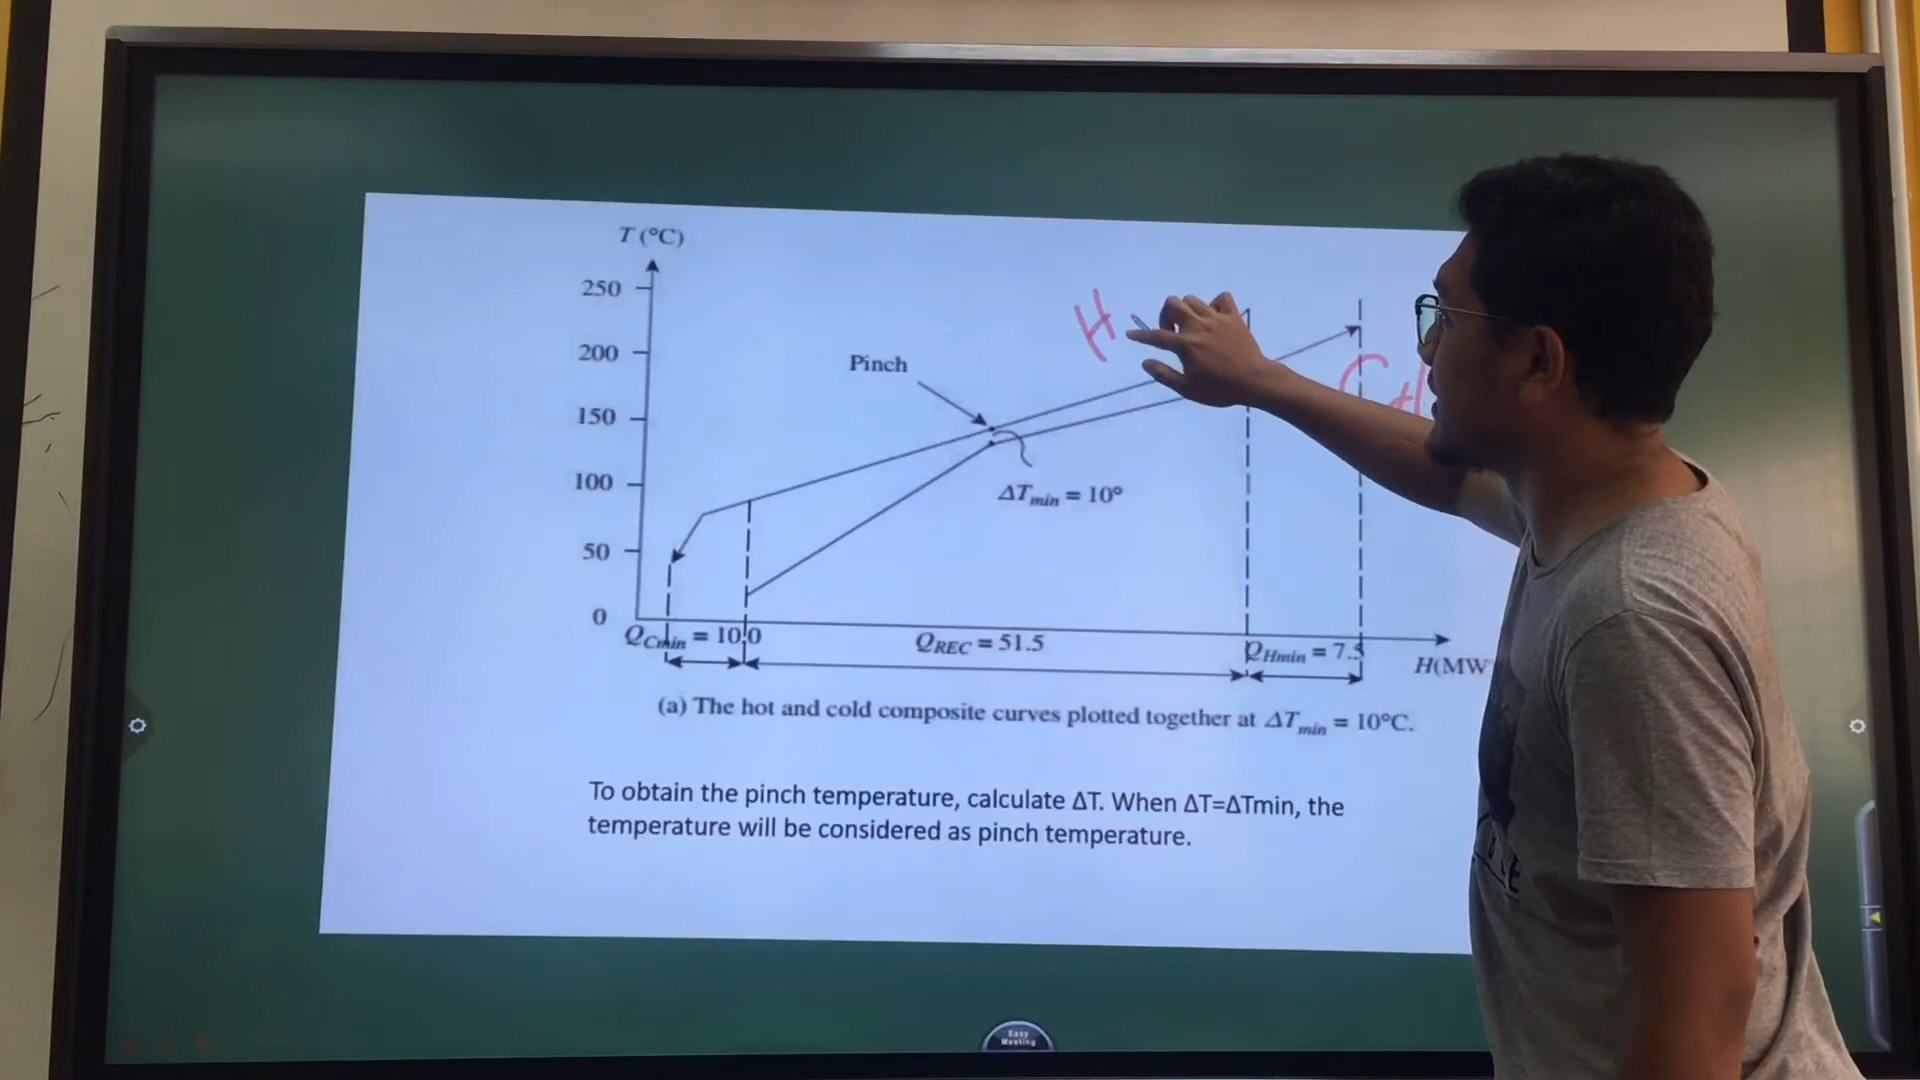 T (°C)
250
200
150
100
50
0
H
Pinch
ΔTmin = 10°
QCmin = 10.0
QREC = 51.5
QHmin = 7.5
H(MW
(a) The hot and cold composite curves plotted together at ΔTmin = 10°C.
To obtain the pinch temperature, calculate ΔT. When ΔT=ΔTmin, the
temperature will be considered as pinch temperature.
Easy
Meeting